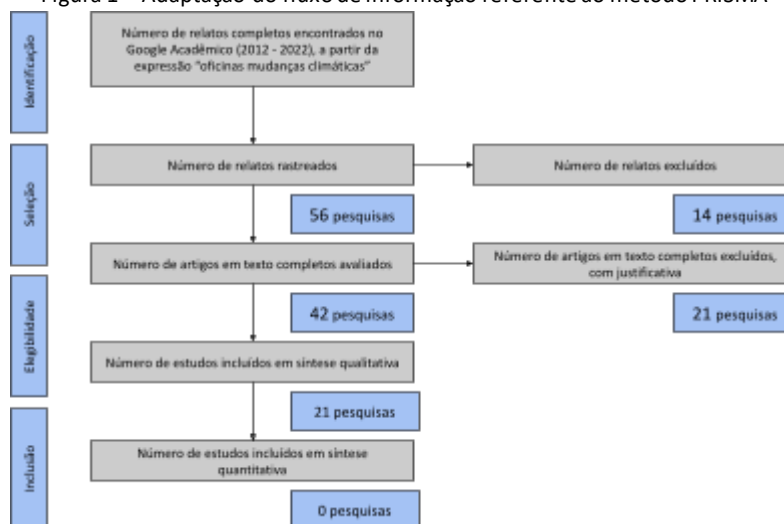 Figura 1 – Adaptação do fluxo de informação referente ao método PRISMA
Identificação
Número de relatos completos encontrados no
Google Acadêmico (2012 - 2022), a partir da
expressão "oficinas mudanças climáticas"
Seleção
Número de relatos rastreados
Número de relatos excluídos
56 pesquisas
14 pesquisas
Número de artigos em texto completos avaliados
Número de artigos em texto completos excluídos,
com justificativa
Elegibilidade
42 pesquisas
21 pesquisas
Número de estudos incluídos em síntese qualitativa
21 pesquisas
Inclusão
Número de estudos incluídos em síntese
quantitativa
0 pesquisas